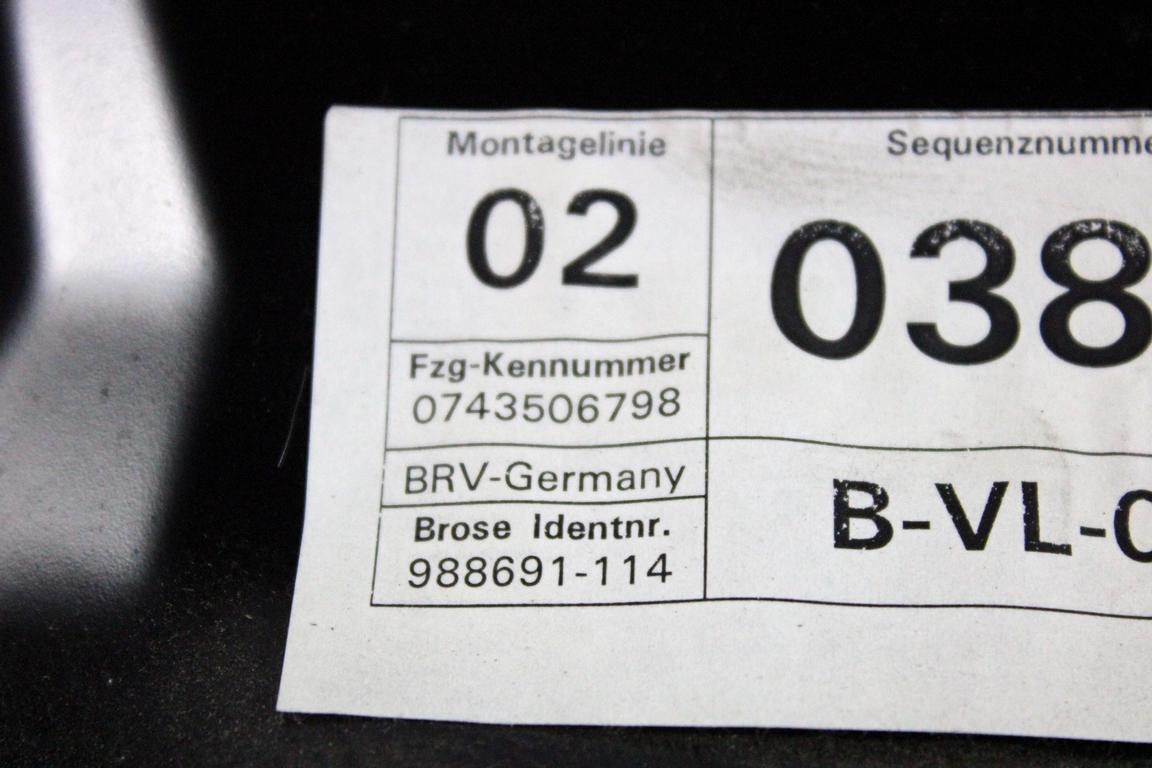 Montagelinie
02
Sequenznumme
038
Fzg-Kennummer
0743506798
BRV-Germany
Brose Identnr.
988691-114
B-VL-